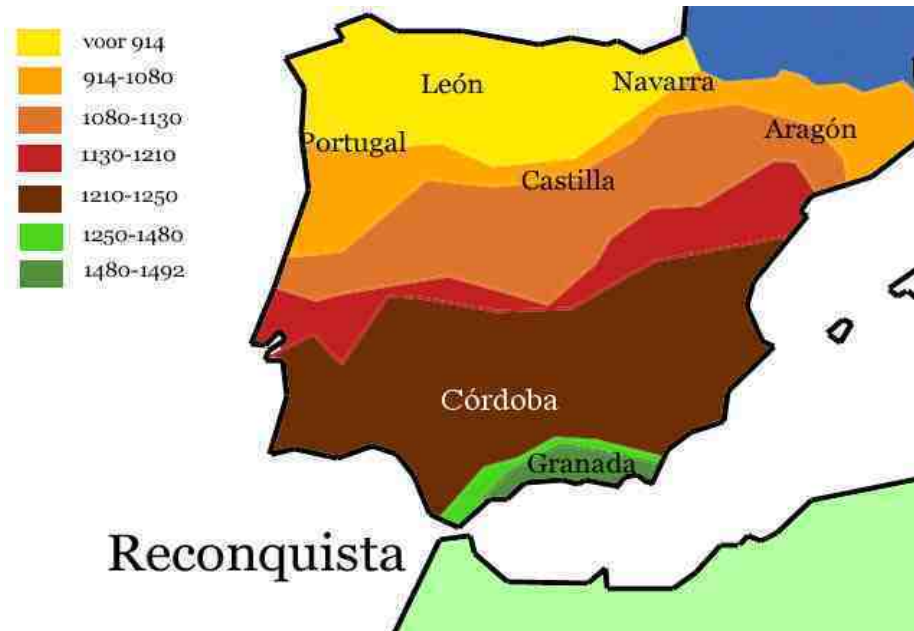 voor 914
914-1080
1080-1130
1130-1210
1210-1250
1250-1480
1480-1492
León
Navarra
Portugal
Aragón
Castilla
Córdoba
Granada
Reconquista